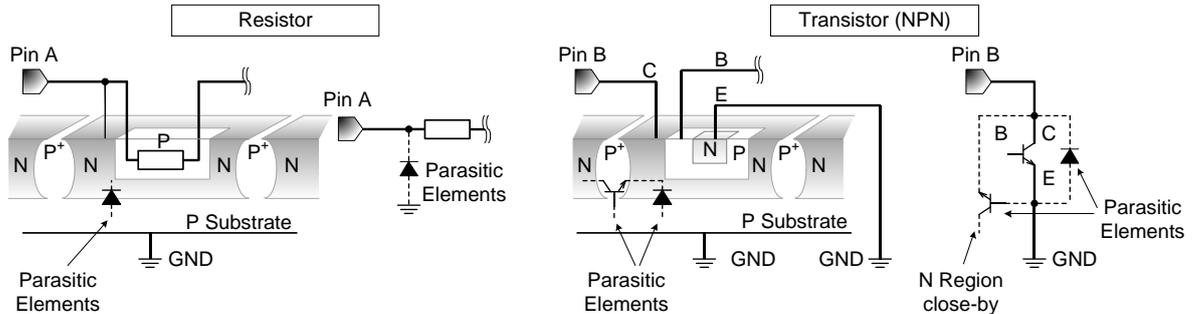 Resistor
Pin A
N
P+
N
P
N
P+
N
P Substrate
GND
Parasitic
Elements
Pin A
Parasitic
Elements
Transistor (NPN)
Pin B
C
B
E
N
P+
N
P
N
P+
N
P Substrate
GND
GND
Parasitic
Elements
Pin B
B
C
E
Parasitic
Elements
GND
N Region
close-by